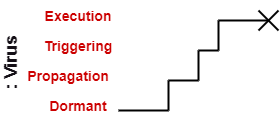 Execution
Triggering
Propagation
Dormant
: Virus